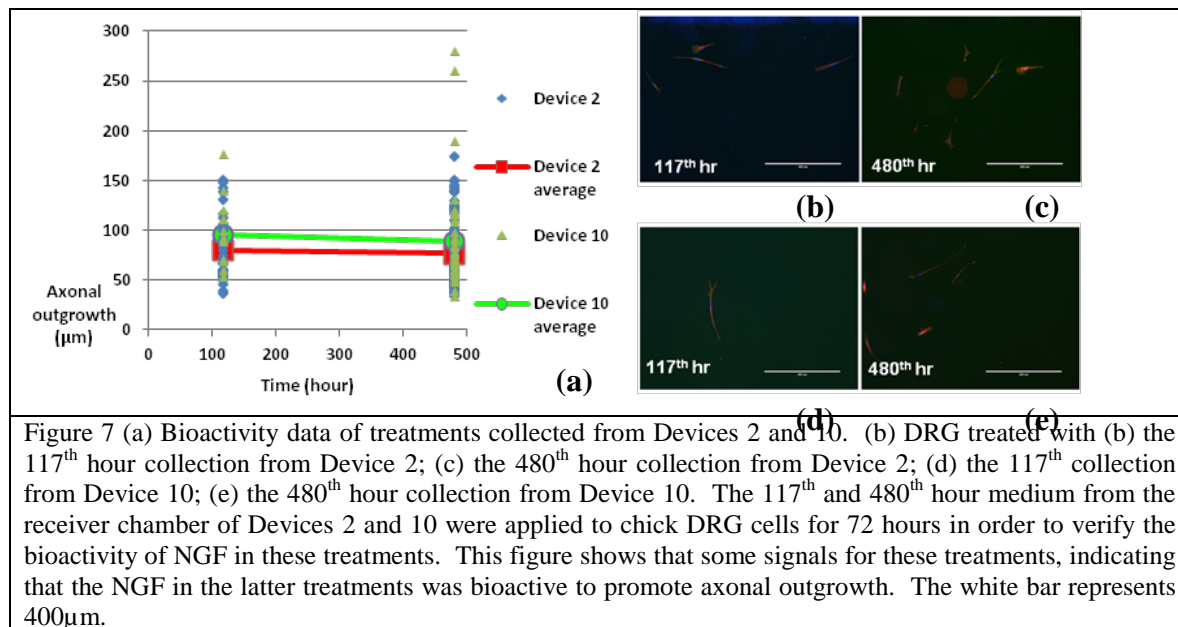 300
250
200
150
100
50
0
Axonal
outgrowth
(µm)
0 100 200 300 400 500
Time (hour)
Device 2
Device 2
average
Device 10
Device 10
average
(a)
117th hr
480th hr
(b) (c)
117th hr
480th hr
(d) (e)
Figure 7 (a) Bioactivity data of treatments collected from Devices 2 and 10. (b) DRG treated with (b) the
117th hour collection from Device 2; (c) the 480th hour collection from Device 2; (d) the 117th collection
from Device 10; (e) the 480th hour collection from Device 10. The 117th and 480th hour medium from the
receiver chamber of Devices 2 and 10 were applied to chick DRG cells for 72 hours in order to verify the
bioactivity of NGF in these treatments. This figure shows that some signals for these treatments, indicating
that the NGF in the latter treatments was bioactive to promote axonal outgrowth. The white bar represents
400µm.